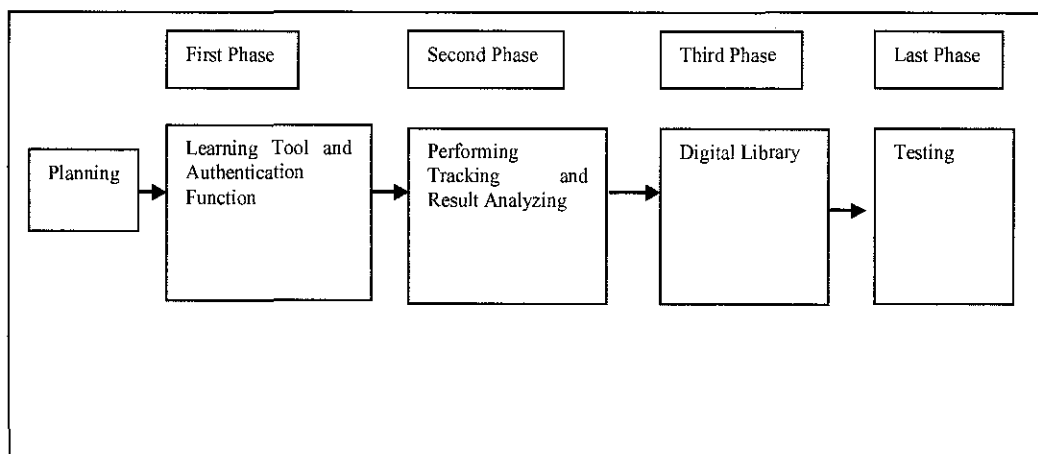 First Phase
Second Phase
Third Phase
Last Phase
Planning
Learning Tool and
Authentication
Function
Performing
Tracking and
Result Analyzing
Digital Library
Testing